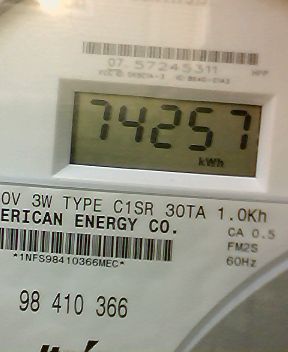 07 57245311
74257
kWh
0V 3W TYPE C1SR 30TA 1.0Kh
ERICAN ENERGY CO.
CA 0.5
FM2S
60Hz
*1NFS98410366MEC*
98 410 366